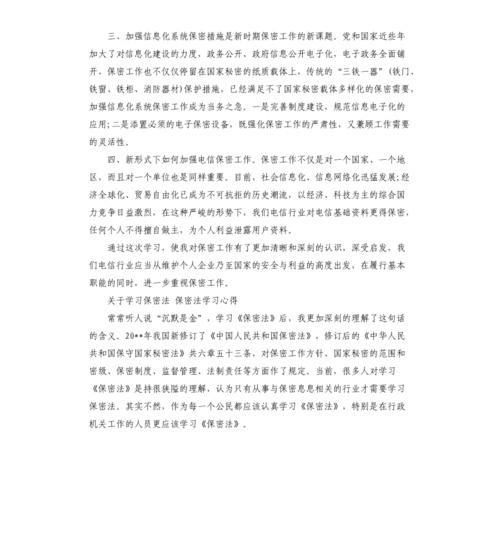 三、加强信息化系统保密措施是新时期保密工作的新课题。党和国家近些年
加大了对信息化建设的力度，政务公开、政府信息公开电子化，电子政务全面铺
开，保密工作也不仅仅停留在国家秘密的纸质载体上，传统的“三铁一器”(铁门、
铁窗、铁柜、消防器材)保护措施，已经满足不了国家秘密载体多样化的保密需要，
加强信息化系统保密工作成为当务之急。一是完善制度建设，规范信息电子化的
应用;二是添置必须的电子保密设备，既强化保密工作的严肃性，又兼顾工作需要
的灵活性。
四、新形式下如何加强电信保密工作。保密工作不仅是对一个国家、一个地
区，而且对一个单位也是同样重要。目前，社会信息化、信息网络化迅猛发展;经
济全球化、贸易自由化已成为不可抗拒的历史潮流，以经济、科技为主的综合国
力竞争日益激烈，在这种严峻的形势下，我们电信行业对电信基础资料更得保密，
任何个人不得擅自做主，为个人利益泄露用户资料。
通过这次学习，使我对保密工作有了更加清晰和深刻的认识，深受启发，我
们电信行业应当从维护个人企业乃至国家的安全与利益的高度出发，在履行基本
职能的同时，进一步重视保密工作。
关于学习保密法 保密法学习心得
常常听人说“沉默是金”，学习《保密法》后，我更加深刻的理解了这句话
的含义。20**年我国新修订了《中国人民共和国保密法》，修订后的《中华人民
共和国保守国家秘密法》共六章五十三条，对保密工作方针、国家秘密的范围和
密级、保密制度、监督管理、法制责任等方面作了规定。当前，很多人对学习
《保密法》是持很狭隘的理解，认为只有从事与保密息息相关的行业才需要学习
保密法。其实不然，作为每一个公民都应该认真学习《保密法》，特别是在行政
机关工作的人员更应该学习《保密法》。